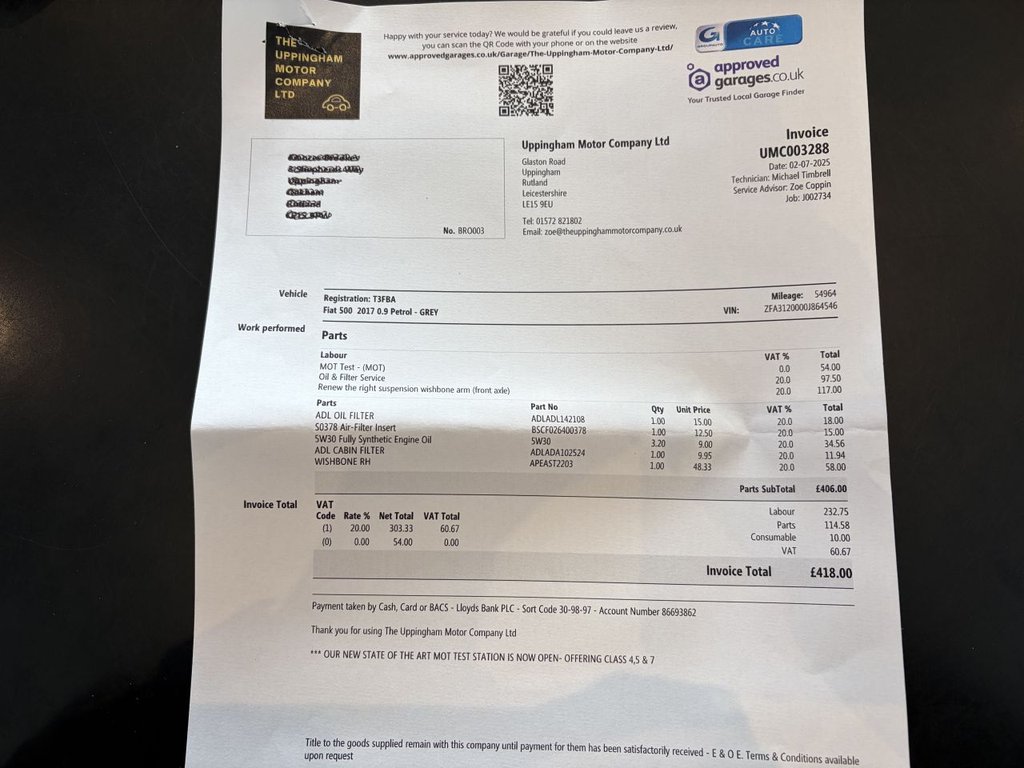 THE
UPPINGHAM
MOTOR
COMPANY
LTD
Happy with your service today? We would be grateful if you could leave us a review,
you can scan the QR Code with your phone or on the website
www.approvedgarages.co.uk/Garage/The-Uppingham-Motor-Company-Ltd/
G
GROUPAUTO
AUTO
CARE
a approved
garages.co.uk
Your Trusted Local Garage Finder
No. BRO003
Uppingham Motor Company Ltd
Glaston Road
Uppingham
Rutland
Leicestershire
LE15 9EU
Tel: 01572 821802
Email: zoe@theuppinghammotorcompany.co.uk
Invoice
UMC003288
Date: 02-07-2025
Technician: Michael Timbrell
Service Advisor: Zoe Coppin
Job: J002734
Vehicle
Registration: T3FBA
Fiat 500 2017 0.9 Petrol - GREY
Mileage: 54964
VIN: ZFA3120000J864546
Work performed
Parts
Labour VAT % Total
MOT Test - (MOT) 0.0 54.00
Oil & Filter Service 20.0 97.50
Renew the right suspension wishbone arm (front axle) 20.0 117.00
Parts Part No Qty Unit Price VAT % Total
ADL OIL FILTER ADLADL142108 1.00 15.00 20.0 18.00
S0378 Air-Filter Insert BSCF026400378 1.00 12.50 20.0 15.00
5W30 Fully Synthetic Engine Oil 5W30 3.20 9.00 20.0 34.56
ADL CABIN FILTER ADLADA102524 1.00 9.95 20.0 11.94
WISHBONE RH APEAST2203 1.00 48.33 20.0 58.00
Parts SubTotal £406.00
Invoice Total
VAT
Code Rate % Net Total VAT Total
(1) 20.00 303.33 60.67
(0) 0.00 54.00 0.00
Labour 232.75
Parts 114.58
Consumable 10.00
VAT 60.67
Invoice Total £418.00
Payment taken by Cash, Card or BACS - Lloyds Bank PLC - Sort Code 30-98-97 - Account Number 86693862
Thank you for using The Uppingham Motor Company Ltd
*** OUR NEW STATE OF THE ART MOT TEST STATION IS NOW OPEN- OFFERING CLASS 4,5 & 7
Title to the goods supplied remain with this company until payment for them has been satisfactorily received - E & O E. Terms & Conditions available
upon request